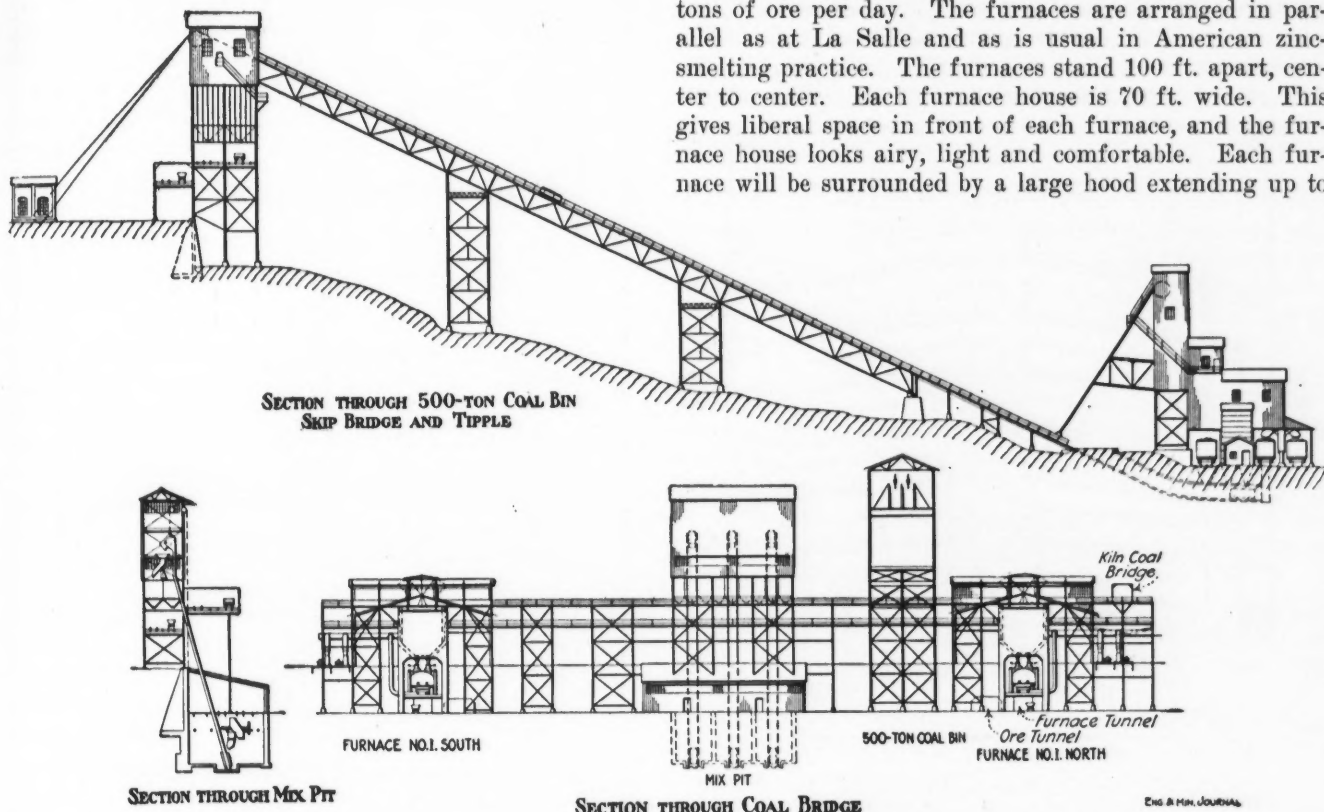 tons of ore per day. The furnaces are arranged in par-
allel as at La Salle and as is usual in American zinc-
smelting practice. The furnaces stand 100 ft. apart, cen-
ter to center. Each furnace house is 70 ft. wide. This
gives liberal space in front of each furnace, and the fur-
nace house looks airy, light and comfortable. Each fur-
nace will be surrounded by a large hood extending up to
SECTION THROUGH 500-TON COAL BIN
SKIP BRIDGE AND TIPPLE
Kiln Coal
Bridge
FURNACE NO.1. SOUTH
MIX PIT
500-TON COAL BIN
Furnace Tunnel
Ore Tunnel
FURNACE NO.1. NORTH
SECTION THROUGH MIX PIT
SECTION THROUGH COAL BRIDGE
ENG. & MIN. JOURNAL